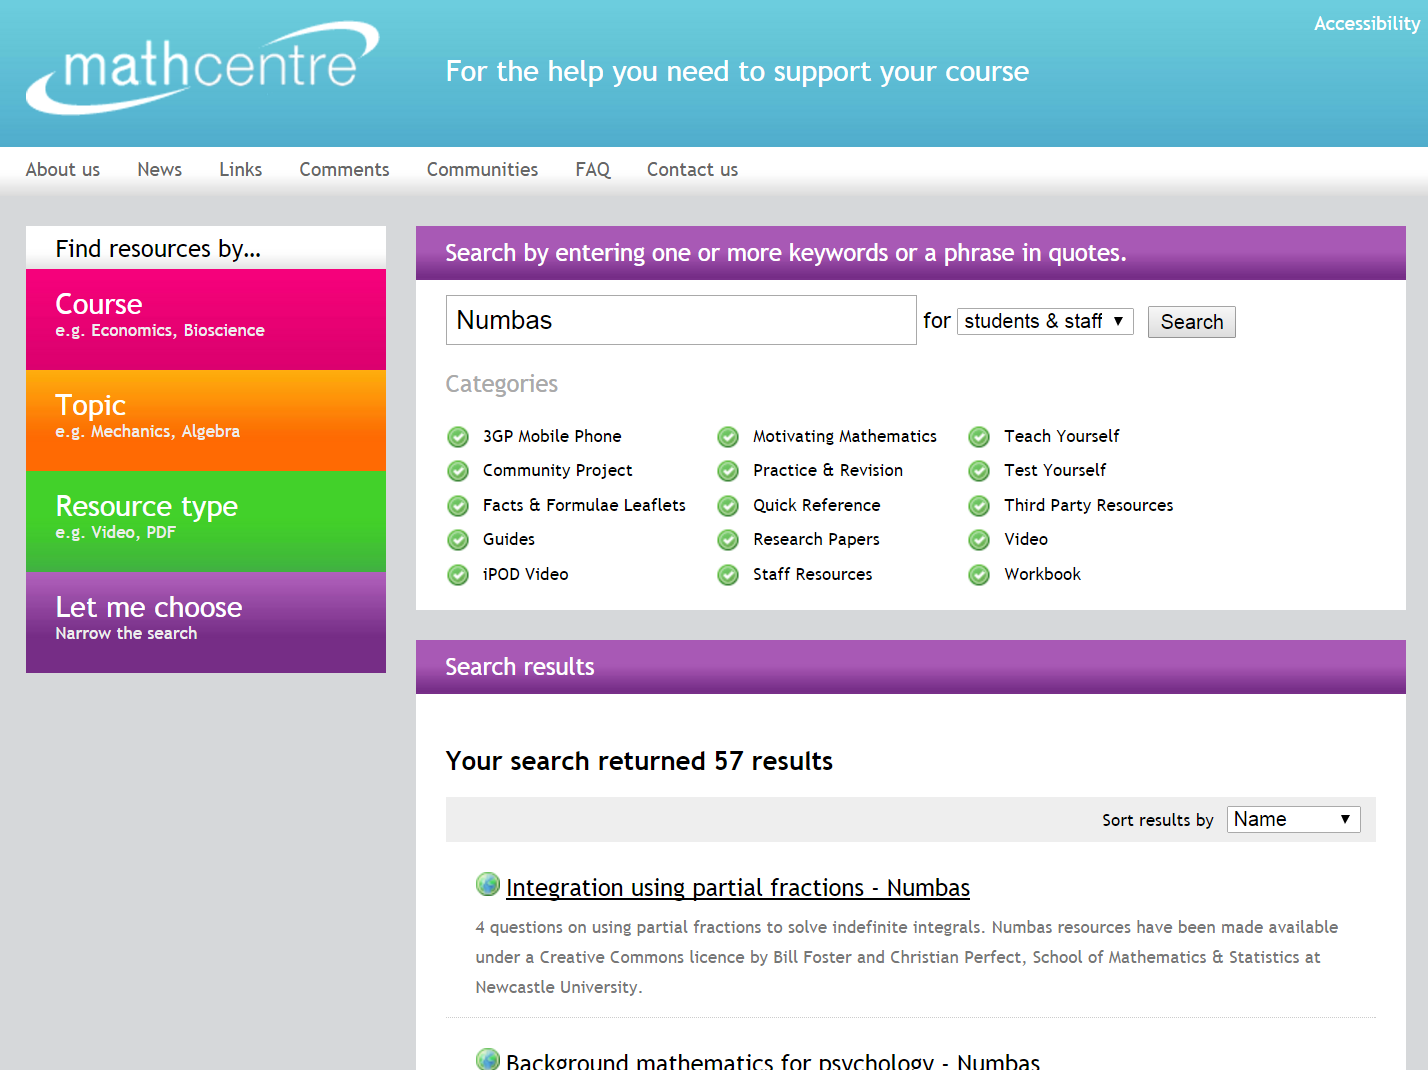 mathcentre
For the help you need to support your course
Accessibility
About us
News
Links
Comments
Communities
FAQ
Contact us
Find resources by...
Course
e.g. Economics, Bioscience
Topic
e.g. Mechanics, Algebra
Resource type
e.g. Video, PDF
Let me choose
Narrow the search
Search by entering one or more keywords or a phrase in quotes.
Numbas for students & staff Search
Categories
3GP Mobile Phone
Community Project
Facts & Formulae Leaflets
Guides
iPOD Video
Motivating Mathematics
Practice & Revision
Quick Reference
Research Papers
Staff Resources
Teach Yourself
Test Yourself
Third Party Resources
Video
Workbook
Search results
Your search returned 57 results
Sort results by Name
Integration using partial fractions - Numbas
4 questions on using partial fractions to solve indefinite integrals. Numbas resources have been made available
under a Creative Commons licence by Bill Foster and Christian Perfect, School of Mathematics & Statistics at
Newcastle University.
Background mathematics for psychology - Numbas